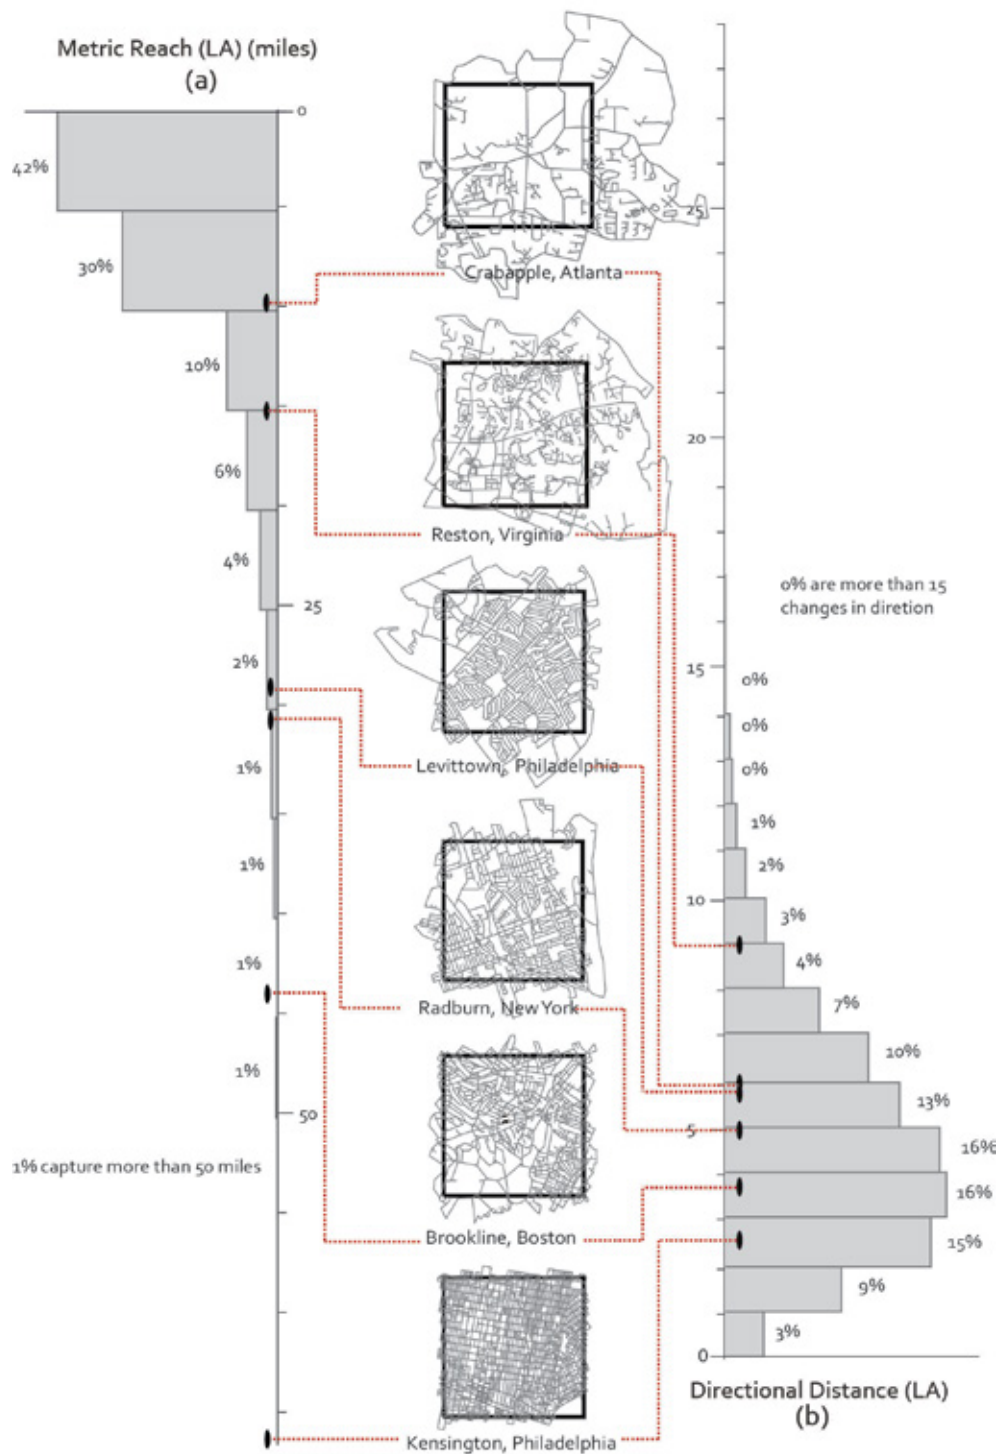 Metric Reach (LA) (miles)
(a)
0
42%
30%
10%
6%
4%
25
2%
1%
1%
1%
1%
50
1% capture more than 50 miles
Crabapple, Atlanta
Reston, Virginia
Levittown, Philadelphia
Radburn, New York
Brookline, Boston
Kensington, Philadelphia
25
20
0% are more than 15
changes in diretion
15
0%
0%
0%
1%
2%
10
3%
4%
7%
10%
13%
5
16%
16%
15%
9%
3%
0
Directional Distance (LA)
(b)